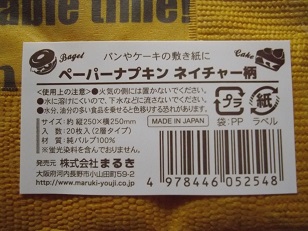 able time!
Bagel
パンやケーキの敷き紙に
Cake
ペーパーナプキン ネイチャー柄
<使用上の注意>●火気の側には置かないでください。
●水に溶けにくいので、下水などに流さないでください。
●水分、油分の多い食品を乗せると色移りする恐れがあります。
サイズ:約 縦250×横250mm
入数:20枚入(2層タイプ)
材質:純パルプ100%
※蛍光染料を含んでおりません。
MADE IN JAPAN
プラ
袋:PP
紙
ラベル
発売元 株式会社まるき
大阪府河内長野市小山田町59-2
http://www.maruki-youji.co.jp
4 978446 052548